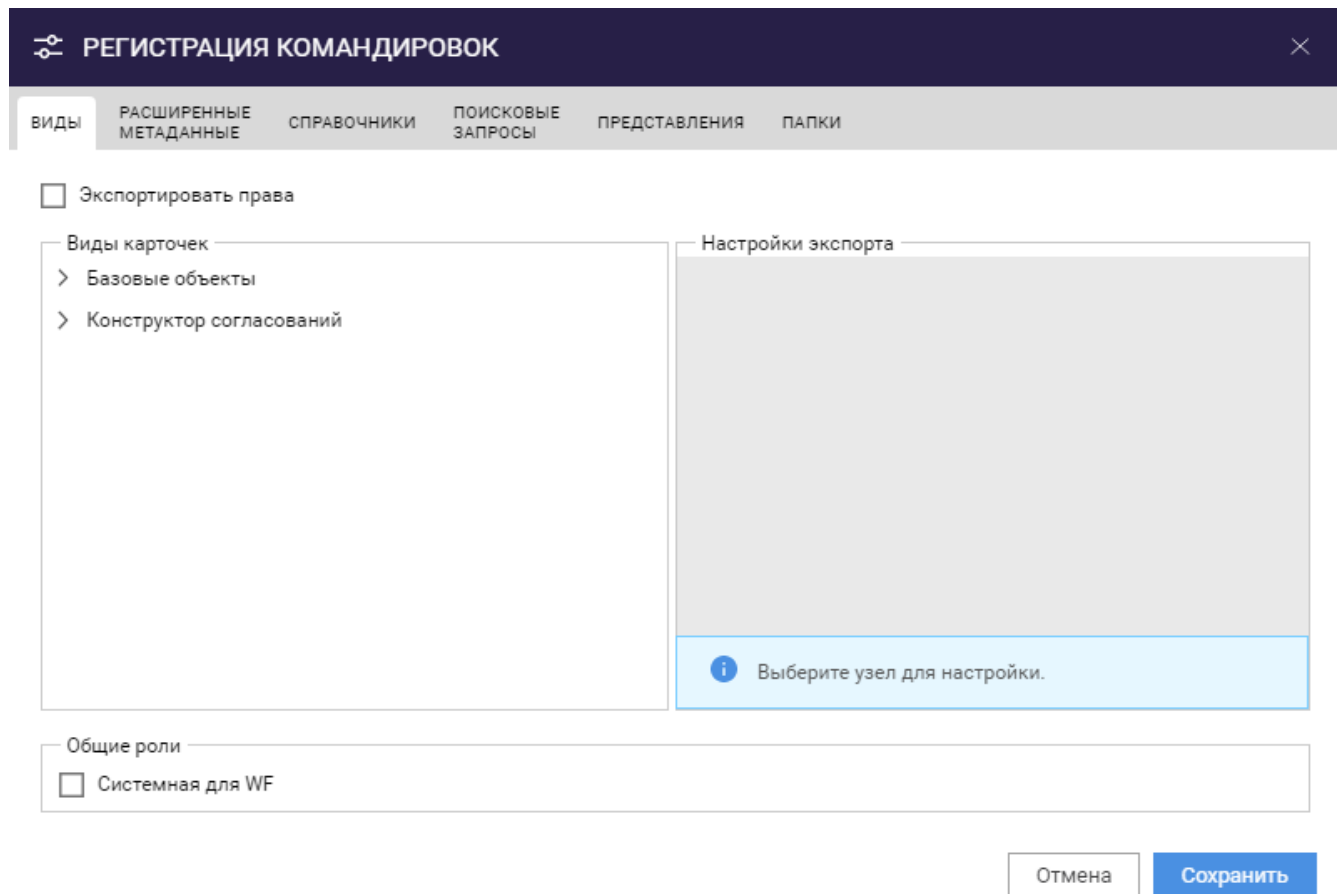 РЕГИСТРАЦИЯ КОМАНДИРОВОК
ВИДЫ
РАСШИРЕННЫЕ
МЕТАДАННЫЕ
СПРАВОЧНИКИ
ПОИСКОВЫЕ
ЗАПРОСЫ
ПРЕДСТАВЛЕНИЯ
ПАПКИ
Экспортировать права
Виды карточек
Базовые объекты
Конструктор согласований
Настройки экспорта
Выберите узел для настройки.
Общие роли
Системная для WF
Отмена
Сохранить